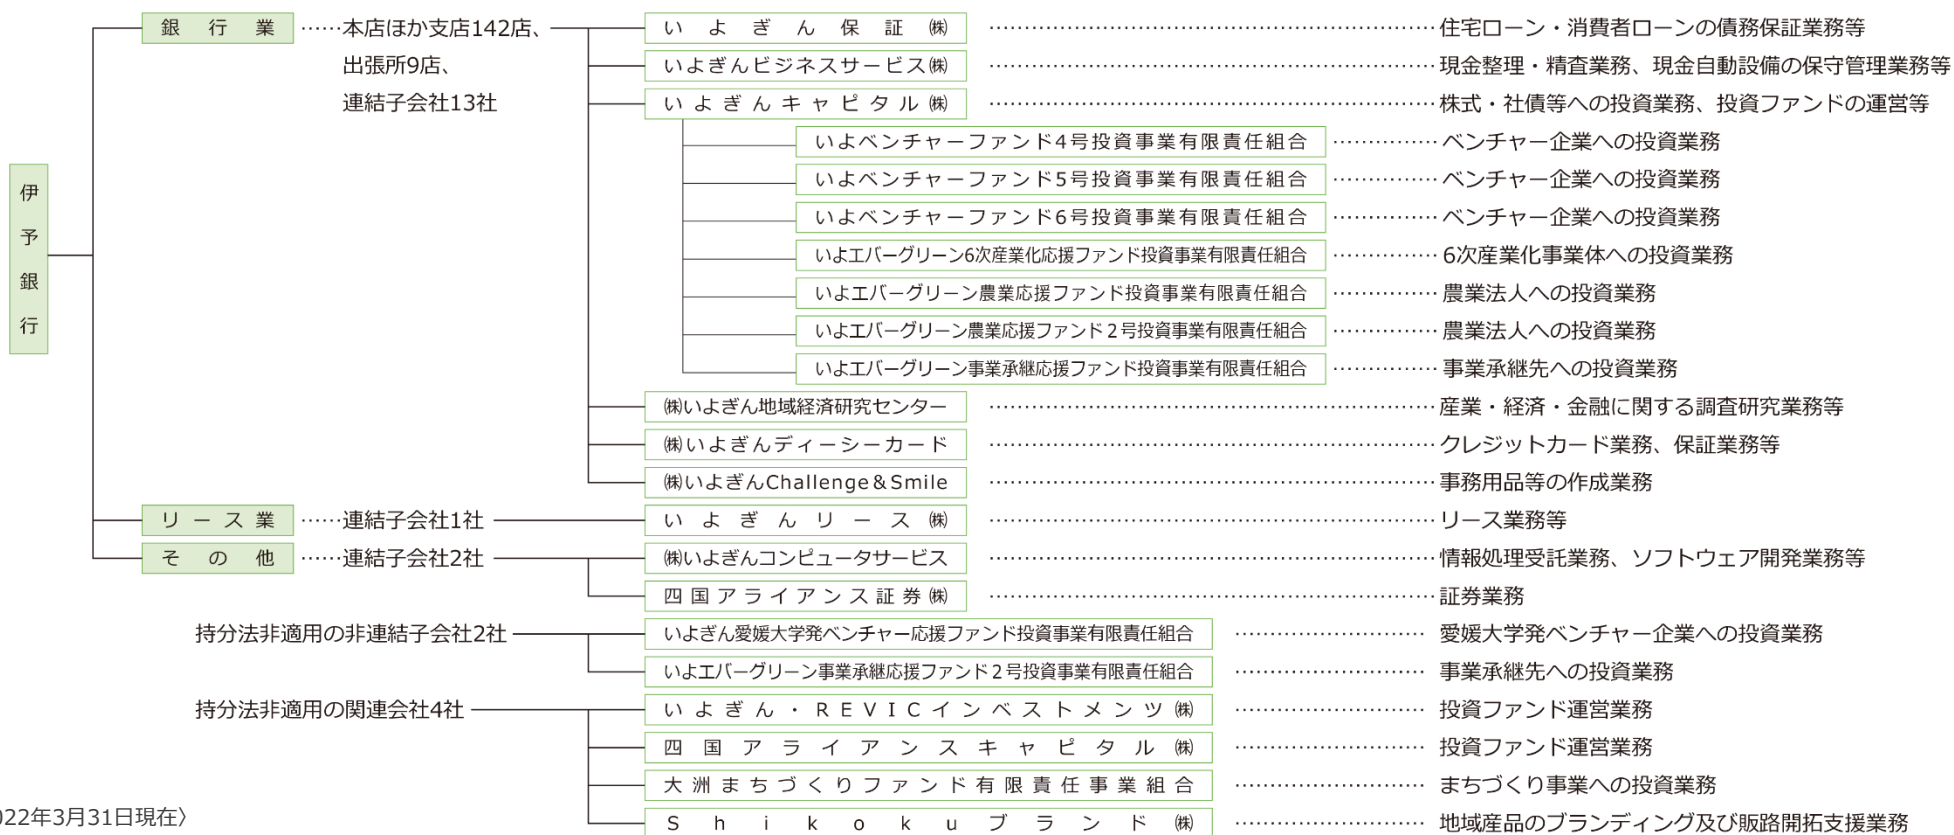 銀行業……本店ほか支店142店、 いよぎん保証㈱ 住宅ローン・消費者ローンの債務保証業務等
出張所9店、 いよぎんビジネスサービス㈱ 現金整理・精査業務、現金自動設備の保守管理業務等
連結子会社13社 いよぎんキャピタル㈱ 株式・社債等への投資業務、投資ファンドの運営等
いよベンチャーファンド4号投資事業有限責任組合 ベンチャー企業への投資業務
いよベンチャーファンド5号投資事業有限責任組合 ベンチャー企業への投資業務
いよベンチャーファンド6号投資事業有限責任組合 ベンチャー企業への投資業務
伊予銀行
いよエバーグリーン6次産業化応援ファンド投資事業有限責任組合 6次産業化事業体への投資業務
いよエバーグリーン農業応援ファンド投資事業有限責任組合 農業法人への投資業務
いよエバーグリーン農業応援ファンド2号投資事業有限責任組合 農業法人への投資業務
いよエバーグリーン事業承継応援ファンド投資事業有限責任組合 事業承継先への投資業務
㈱いよぎん地域経済研究センター 産業・経済・金融に関する調査研究業務等
㈱いよぎんディーシーカード クレジットカード業務、保証業務等
㈱いよぎんChallenge&Smile 事務用品等の作成業務
リース業……連結子会社1社 いよぎんリース㈱ リース業務等
その他……連結子会社2社 ㈱いよぎんコンピュータサービス 情報処理受託業務、ソフトウェア開発業務等
四国アライアンス証券㈱ 証券業務
持分法非適用の非連結子会社2社 いよぎん愛媛大学発ベンチャー応援ファンド投資事業有限責任組合 愛媛大学発ベンチャー企業への投資業務
いよエバーグリーン事業承継応援ファンド2号投資事業有限責任組合 事業承継先への投資業務
持分法非適用の関連会社4社 いよぎん・REVICインベストメンツ㈱ 投資ファンド運営業務
四国アライアンスキャピタル㈱ 投資ファンド運営業務
大洲まちづくりファンド有限責任事業組合 まちづくり事業への投資業務
22年3月31日現在〉 Shikokuブランド㈱ 地域産品のブランディング及び販路開拓支援業務